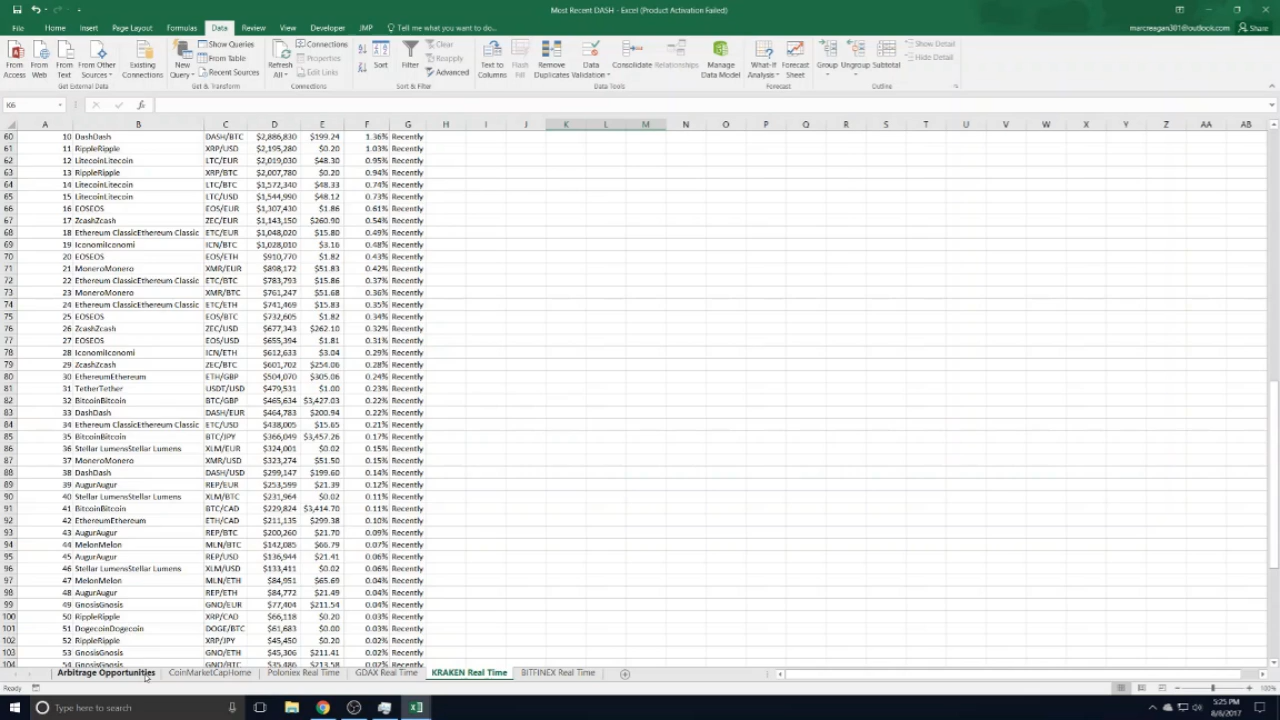 Most Recent DASH - Excel (Product Activation Failed)
File Home Insert Page Layout Formulas Data Review View Developer JMP Tell me what you want to do... marcreagan301@outlook.com Share
From Access From Web From Text From Other Sources Existing Connections New Query Show Queries From Table Recent Sources Refresh All Connections Properties Edit Links Sort Filter Clear Reapply Advanced Text to Columns Flash Fill Remove Duplicates Data Validation Consolidate Relationships Manage Data Model What-If Analysis Forecast Sheet Group Ungroup Subtotal Show Detail Hide Detail
Get External Data Get & Transform Connections Sort & Filter Data Tools Forecast Outline
K6 fx
A B C D E F G H I J K L M N O P Q R S T U V W X Y Z AA AB
60 10 DashDash DASH/BTC $2,886,830 $199.24 1.36% Recently
61 11 RippleRipple XRP/USD $2,195,280 $0.20 1.03% Recently
62 12 LitecoinLitecoin LTC/EUR $2,019,030 $48.30 0.95% Recently
63 13 RippleRipple XRP/BTC $2,007,780 $0.20 0.94% Recently
64 14 LitecoinLitecoin LTC/BTC $1,572,340 $48.33 0.74% Recently
65 15 LitecoinLitecoin LTC/USD $1,544,990 $48.12 0.73% Recently
66 16 EOSEOS EOS/EUR $1,307,430 $1.86 0.61% Recently
67 17 ZcashZcash ZEC/EUR $1,143,150 $260.90 0.54% Recently
68 18 Ethereum ClassicEthereum Classic ETC/EUR $1,048,020 $15.80 0.49% Recently
69 19 IconomiIconomi ICN/BTC $1,028,010 $3.16 0.48% Recently
70 20 EOSEOS EOS/ETH $910,770 $1.82 0.43% Recently
71 21 MoneroMonero XMR/EUR $898,172 $51.83 0.42% Recently
72 22 Ethereum ClassicEthereum Classic ETC/BTC $783,793 $15.86 0.37% Recently
73 23 MoneroMonero XMR/BTC $761,247 $51.68 0.36% Recently
74 24 Ethereum ClassicEthereum Classic ETC/ETH $741,469 $15.83 0.35% Recently
75 25 EOSEOS EOS/BTC $732,605 $1.82 0.34% Recently
76 26 ZcashZcash ZEC/USD $677,343 $262.10 0.32% Recently
77 27 EOSEOS EOS/USD $655,394 $1.81 0.31% Recently
78 28 IconomiIconomi ICN/ETH $612,633 $3.04 0.29% Recently
79 29 ZcashZcash ZEC/BTC $601,702 $254.06 0.28% Recently
80 30 EthereumEthereum ETH/GBP $504,070 $305.06 0.24% Recently
81 31 TetherTether USDT/USD $479,531 $1.00 0.23% Recently
82 32 BitcoinBitcoin BTC/GBP $465,634 $3,427.03 0.22% Recently
83 33 DashDash DASH/EUR $464,783 $200.94 0.22% Recently
84 34 Ethereum ClassicEthereum Classic ETC/USD $438,005 $15.65 0.21% Recently
85 35 BitcoinBitcoin BTC/JPY $366,049 $3,457.26 0.17% Recently
86 36 Stellar LumensStellar Lumens XLM/EUR $324,001 $0.02 0.15% Recently
87 37 MoneroMonero XMR/USD $323,274 $51.50 0.15% Recently
88 38 DashDash DASH/USD $299,147 $199.60 0.14% Recently
89 39 AugurAugur REP/EUR $253,599 $21.39 0.12% Recently
90 40 Stellar LumensStellar Lumens XLM/BTC $231,964 $0.02 0.11% Recently
91 41 BitcoinBitcoin BTC/CAD $229,824 $3,414.70 0.11% Recently
92 42 EthereumEthereum ETH/CAD $211,135 $299.38 0.10% Recently
93 43 AugurAugur REP/BTC $200,260 $21.70 0.09% Recently
94 44 MelonMelon MLN/BTC $142,085 $66.79 0.07% Recently
95 45 AugurAugur REP/USD $136,944 $21.41 0.06% Recently
96 46 Stellar LumensStellar Lumens XLM/USD $133,411 $0.02 0.06% Recently
97 47 MelonMelon MLN/ETH $84,951 $65.69 0.04% Recently
98 48 AugurAugur REP/ETH $84,772 $21.49 0.04% Recently
99 49 GnosisGnosis GNO/EUR $77,404 $211.54 0.04% Recently
100 50 RippleRipple XRP/CAD $66,118 $0.20 0.03% Recently
101 51 DogecoinDogecoin DOGE/BTC $61,683 $0.00 0.03% Recently
102 52 RippleRipple XRP/JPY $45,450 $0.20 0.02% Recently
103 53 GnosisGnosis GNO/ETH $45,306 $211.41 0.02% Recently
104 54 GnosisGnosis GNO/BTC $35,486 $213.58 0.02% Recently
Arbitrage Opportunities CoinMarketCapHome Poloniex Real Time GDAX Real Time KRAKEN Real Time BITFINEX Real Time
Ready 100%
Type here to search 5:25 PM
8/6/2017